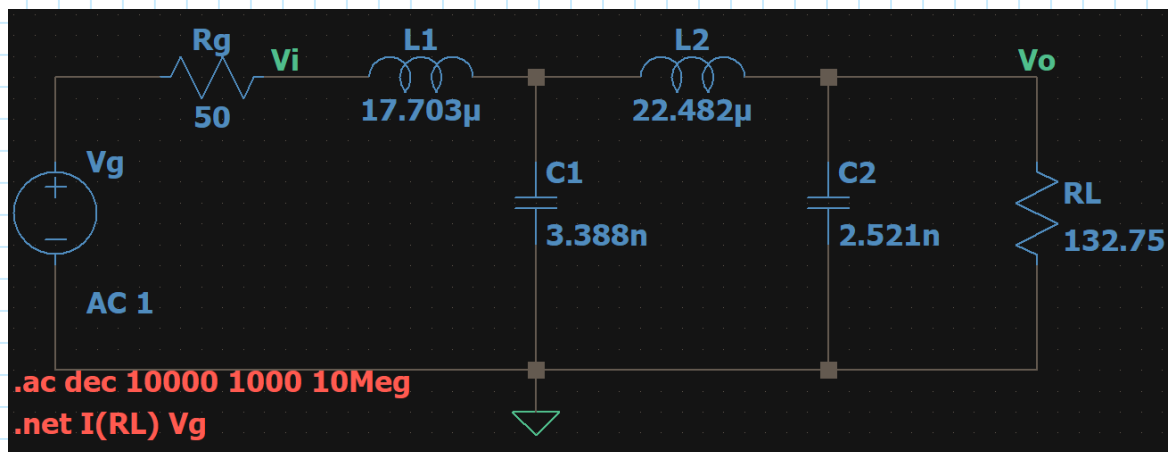 Rg
Vi
L1
L2
Vo
50
17.703µ
22.482µ
Vg
C1
C2
RL
3.388n
2.521n
132.75
AC 1
.ac dec 10000 1000 10Meg
.net I(RL) Vg